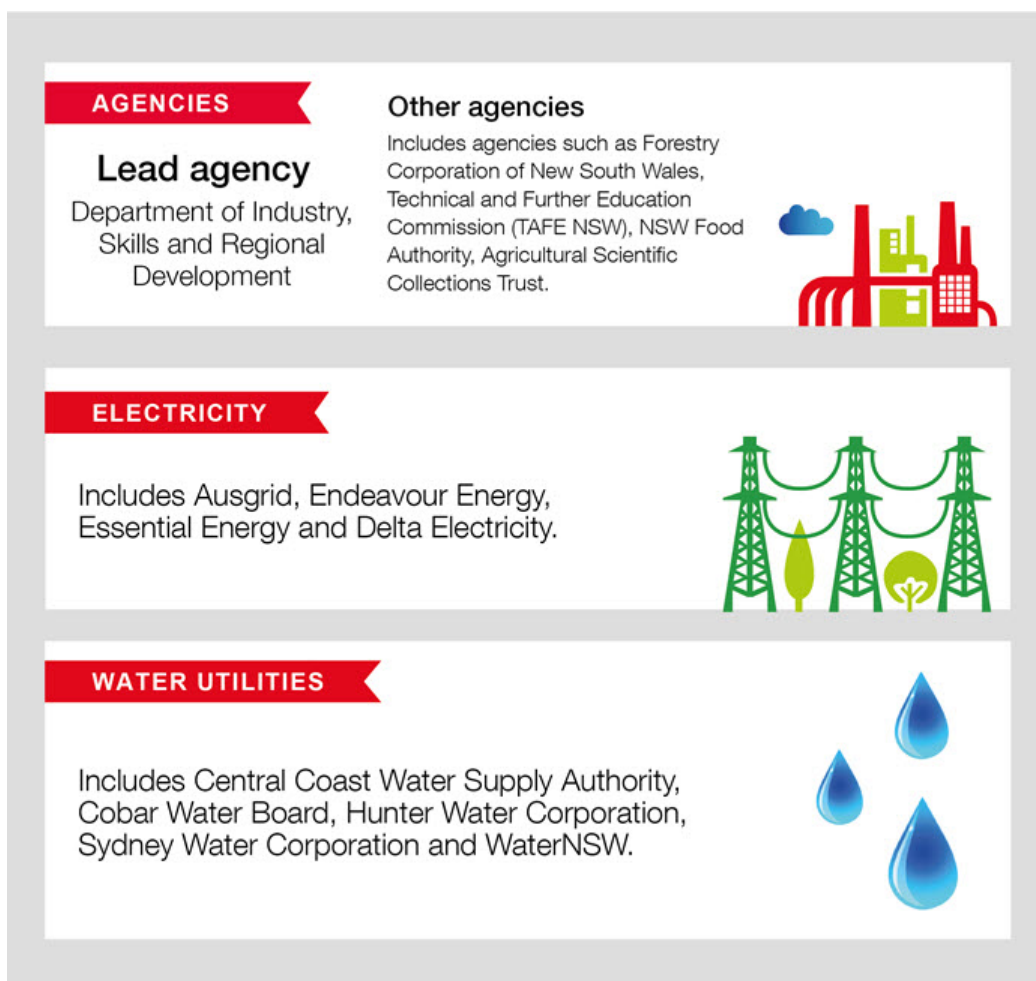 AGENCIES
Lead agency
Department of Industry,
Skills and Regional
Development
Other agencies
Includes agencies such as Forestry
Corporation of New South Wales,
Technical and Further Education
Commission (TAFE NSW), NSW Food
Authority, Agricultural Scientific
Collections Trust.
ELECTRICITY
Includes Ausgrid, Endeavour Energy,
Essential Energy and Delta Electricity.
WATER UTILITIES
Includes Central Coast Water Supply Authority,
Cobar Water Board, Hunter Water Corporation,
Sydney Water Corporation and WaterNSW.